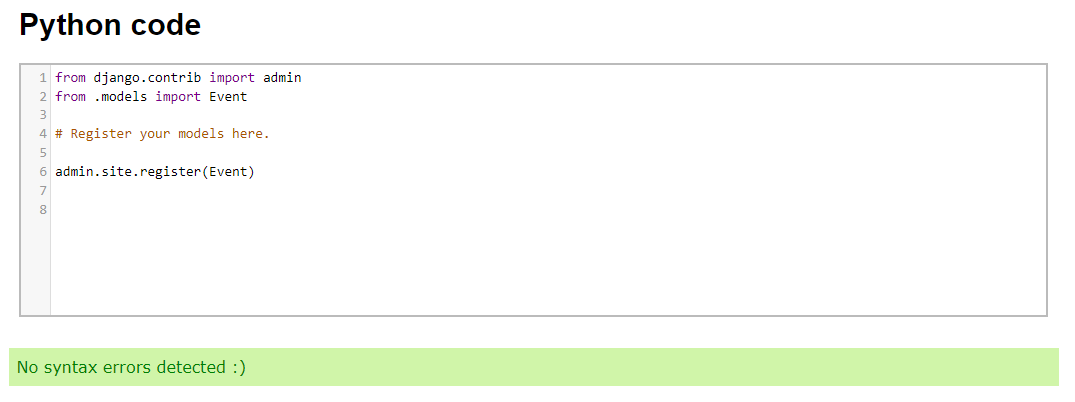 Python code
1 from django.contrib import admin
2 from .models import Event
3
4 # Register your models here.
5
6 admin.site.register(Event)
7
8
No syntax errors detected :)